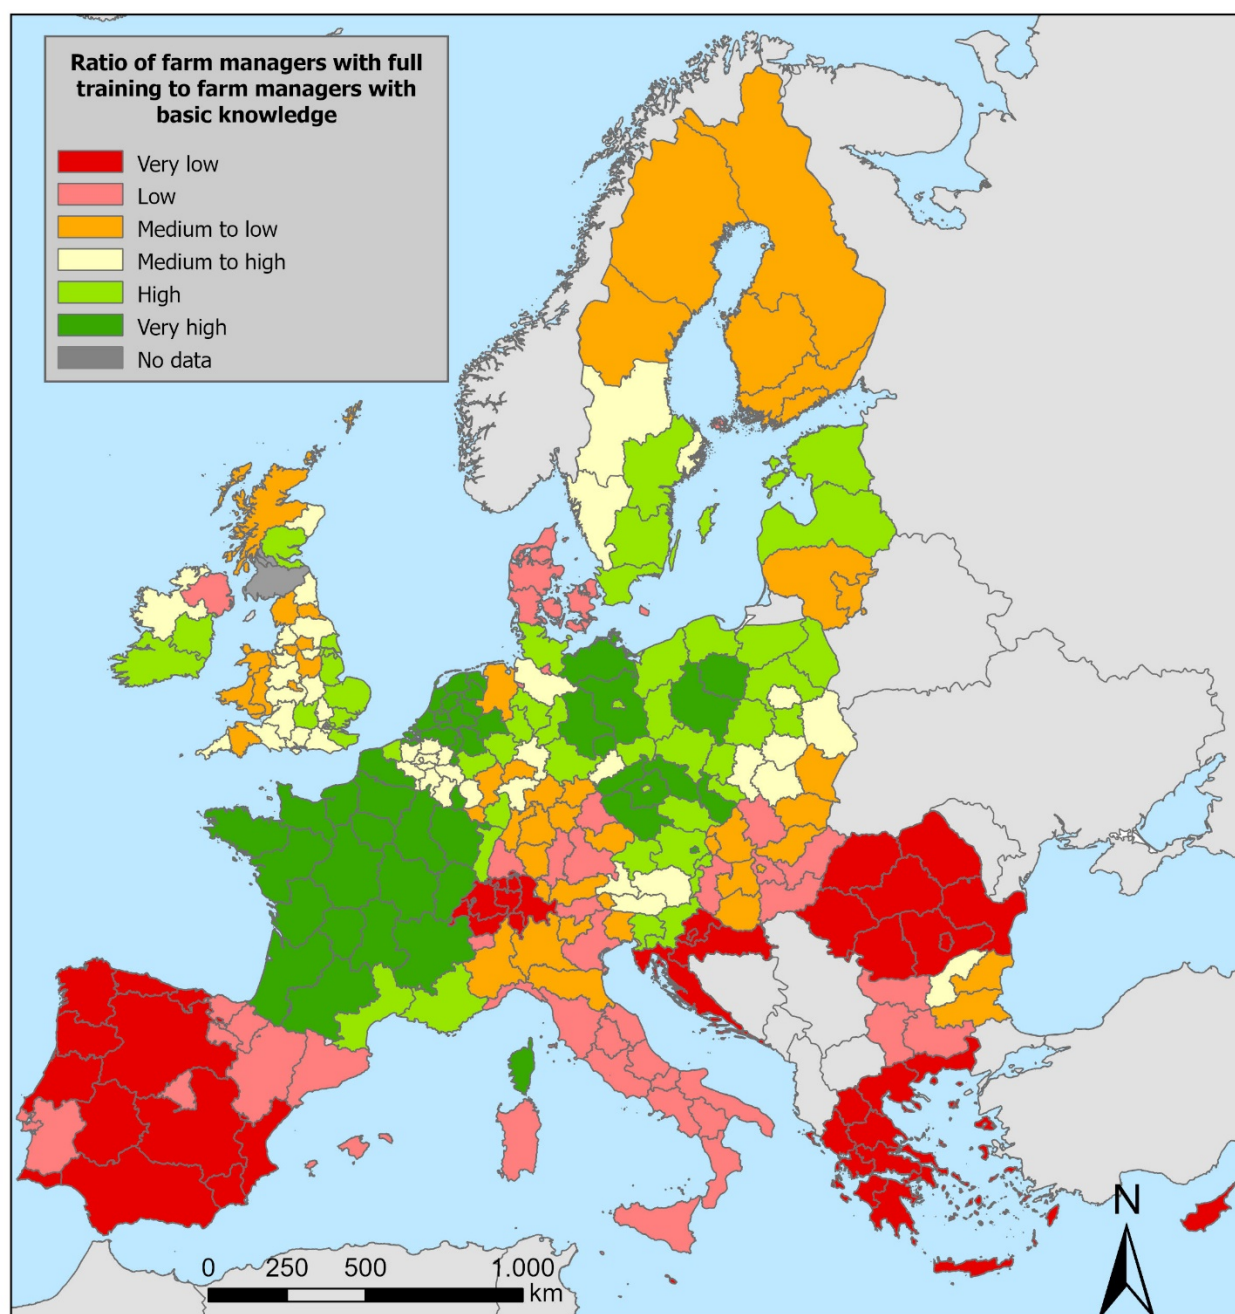 Ratio of farm managers with full
training to farm managers with
basic knowledge
Very low
Low
Medium to low
Medium to high
High
Very high
No data
N
0 250 500 1.000
km